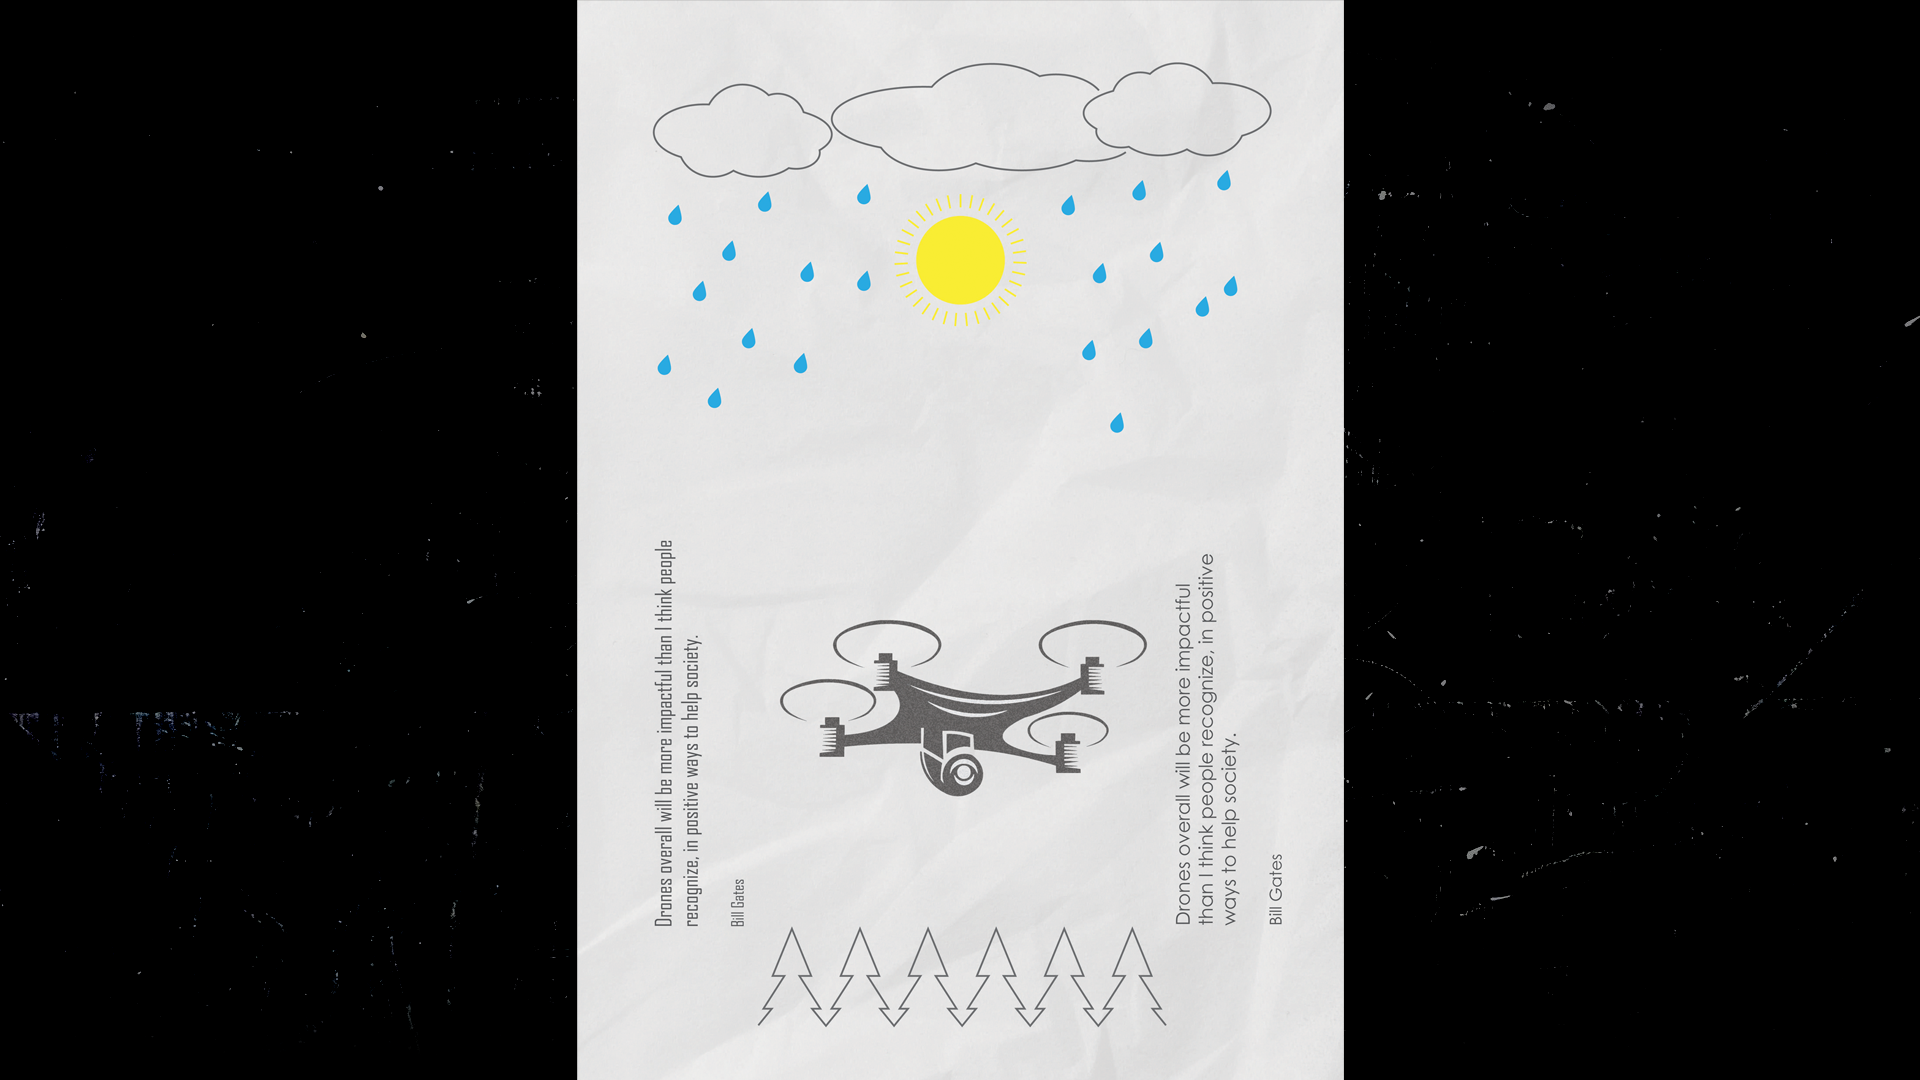 Drones overall will be more impactful than I think people
recognize, in positive ways to help society.
Bill Gates
Drones overall will be more impactful
than I think people recognize, in positive
ways to help society.
Bill Gates